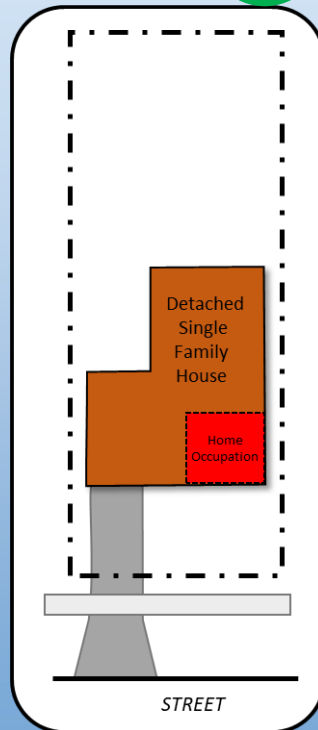 Detached
Single
Family
House
Home
Occupation
STREET